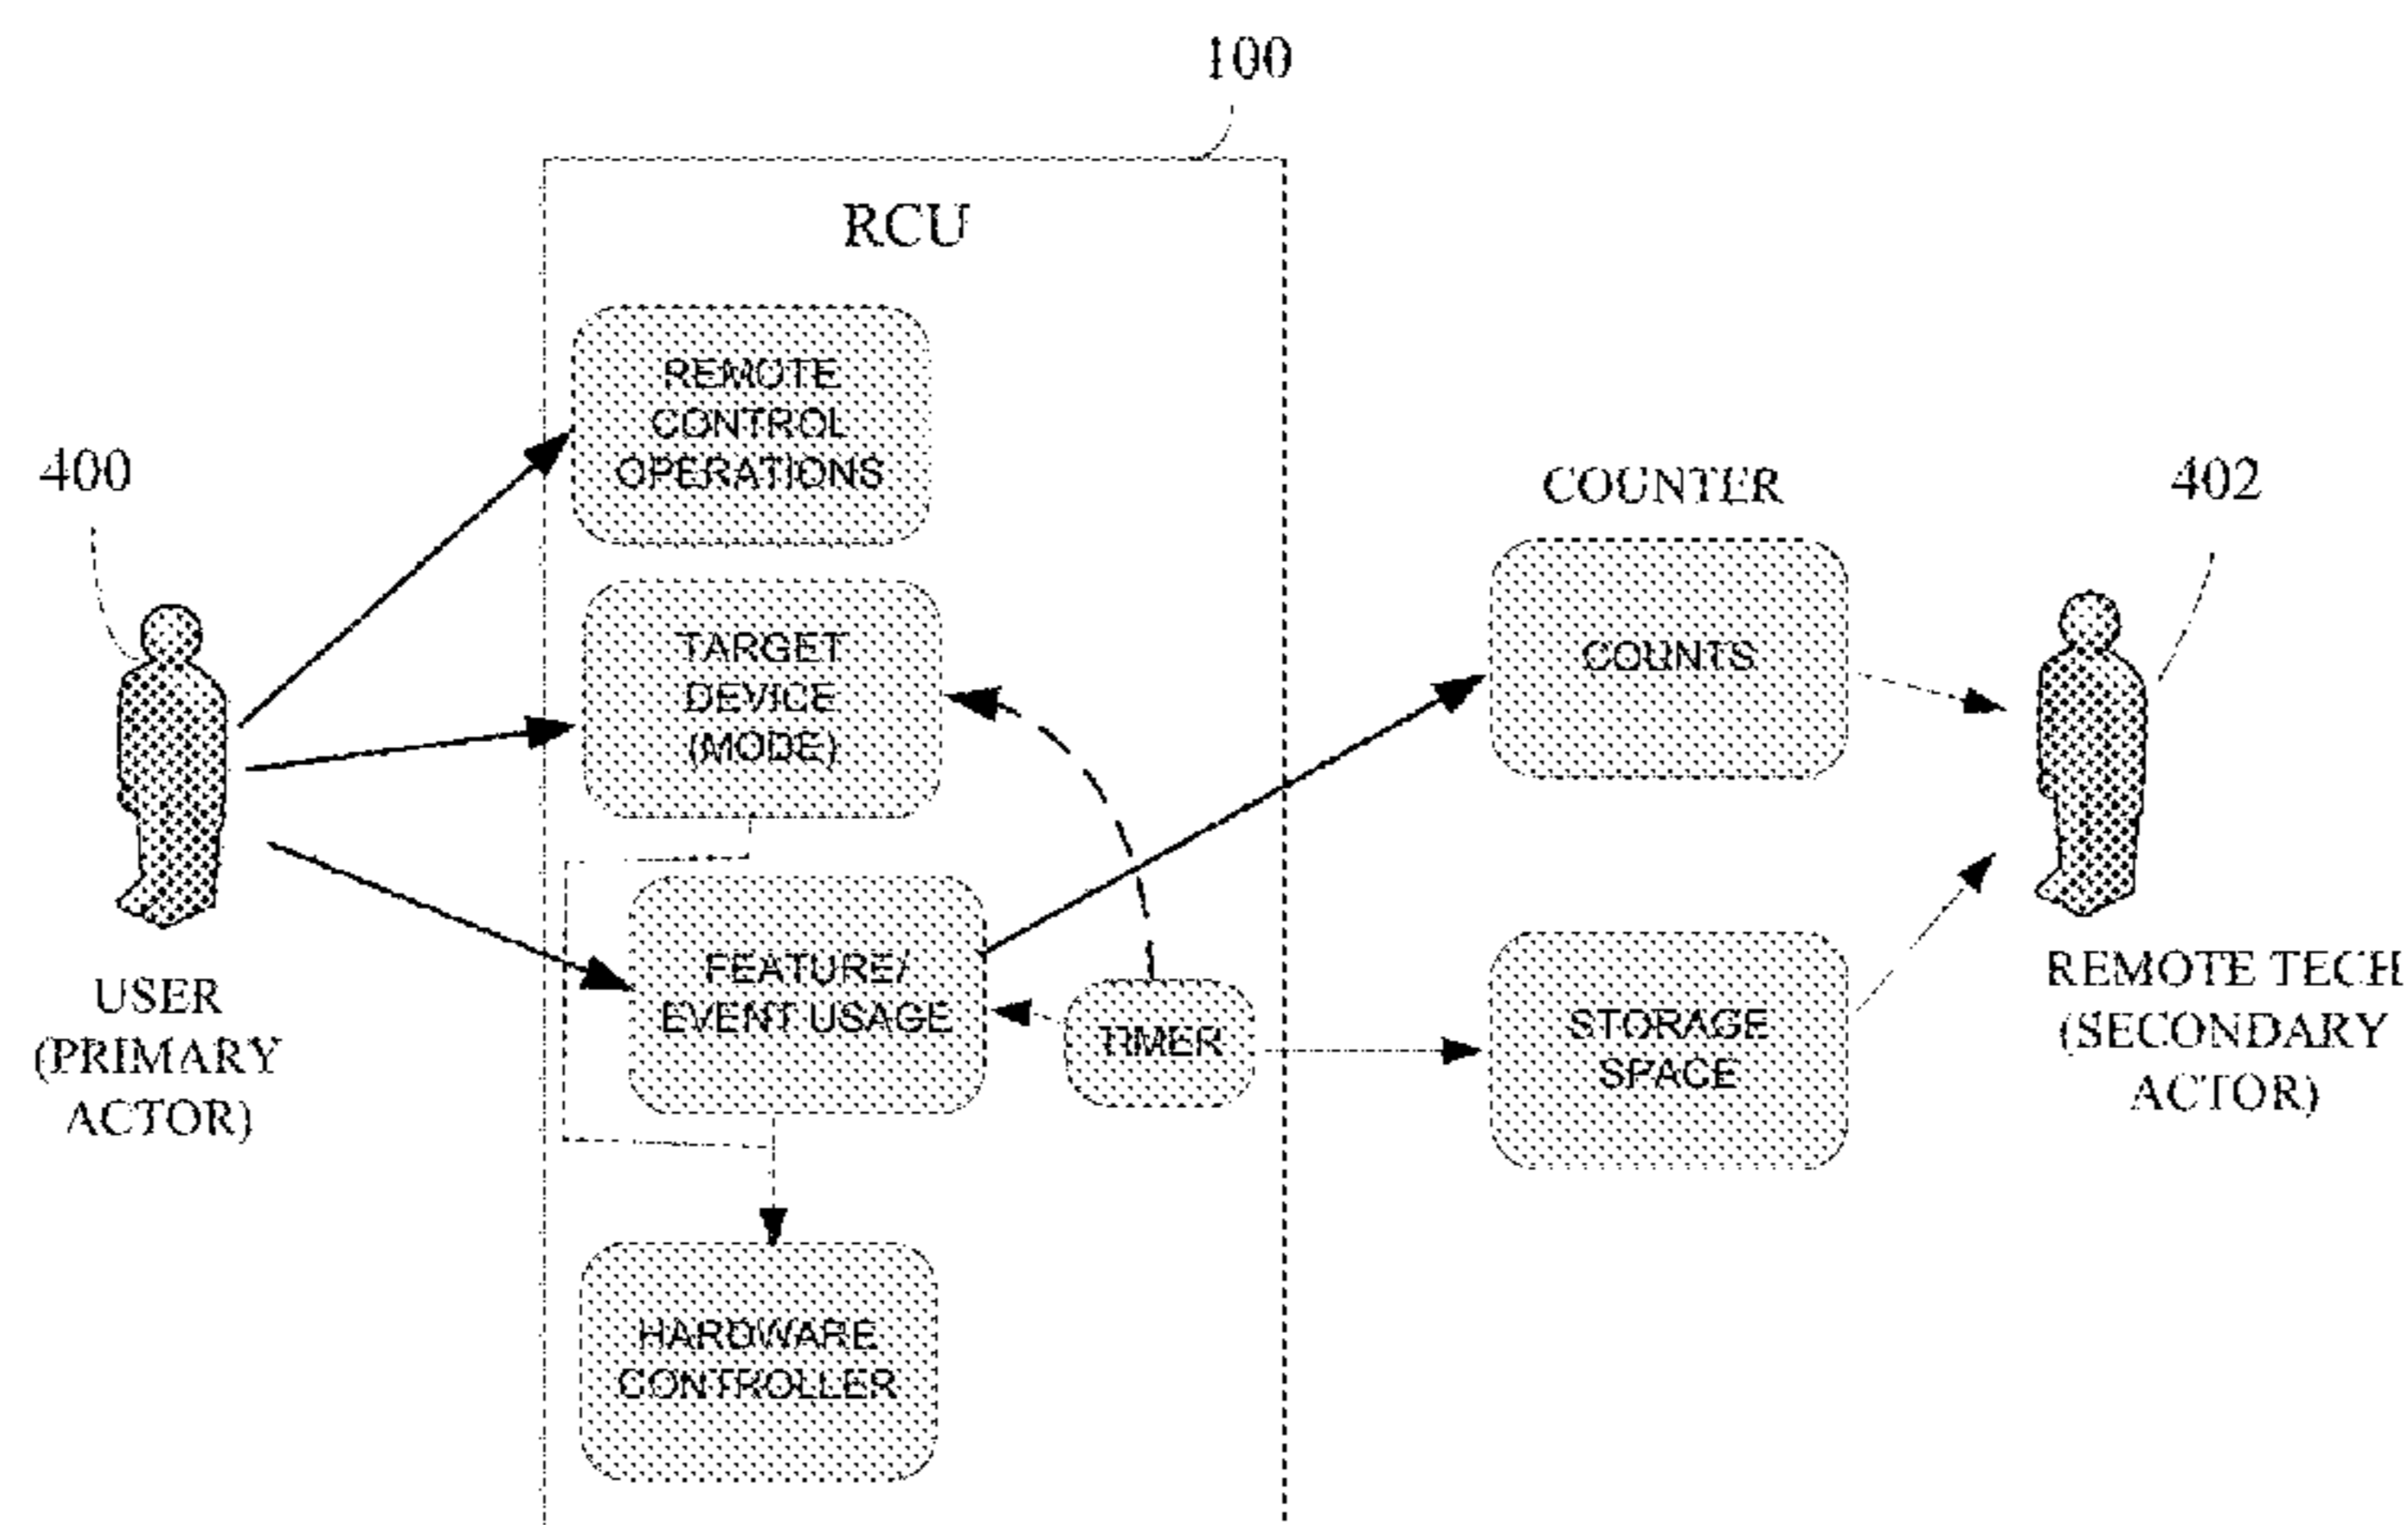 100
RCU
REMOTE
CONTROL
OPERATIONS
400
COUNTER
402
TARGET
DEVICE
(MODE)
COUNTS
FEATURE/
EVENT USAGE
TIMER
STORAGE
SPACE
USER
(PRIMARY
ACTOR)
REMOTE TECH
(SECONDARY
ACTOR)
HARDWARE
CONTROLLER